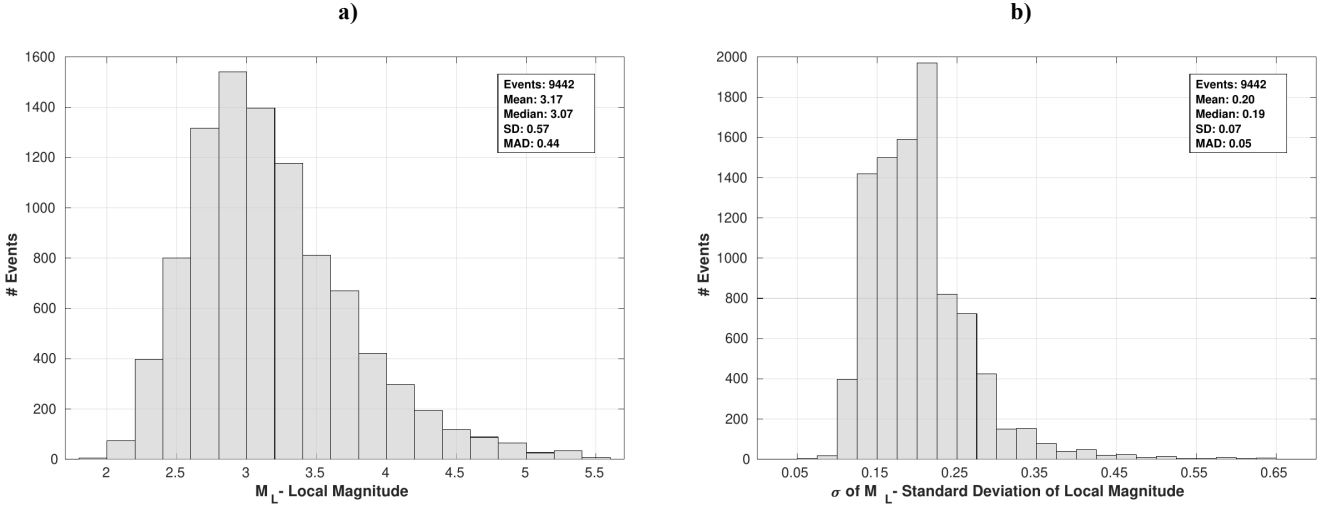 a)
1600
1400
1200
1000
800
600
400
200
0
# Events
2 2.5 3 3.5 4 4.5 5 5.5
M L - Local Magnitude
Events: 9442
Mean: 3.17
Median: 3.07
SD: 0.57
MAD: 0.44
b)
2000
1800
1600
1400
1200
1000
800
600
400
200
0
# Events
0.05 0.15 0.25 0.35 0.45 0.55 0.65
σ of M L - Standard Deviation of Local Magnitude
Events: 9442
Mean: 0.20
Median: 0.19
SD: 0.07
MAD: 0.05